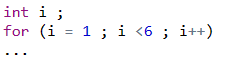 int i ;
for (i = 1 ; i <6 ; i++)
...